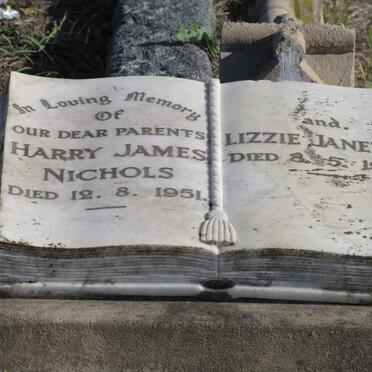 In Loving Memory
Of
OUR DEAR PARENTS
HARRY JAMES
NICHOLS
DIED 12. 8. 1951.
and.
LIZZIE JANE
DIED 8. 5. 1